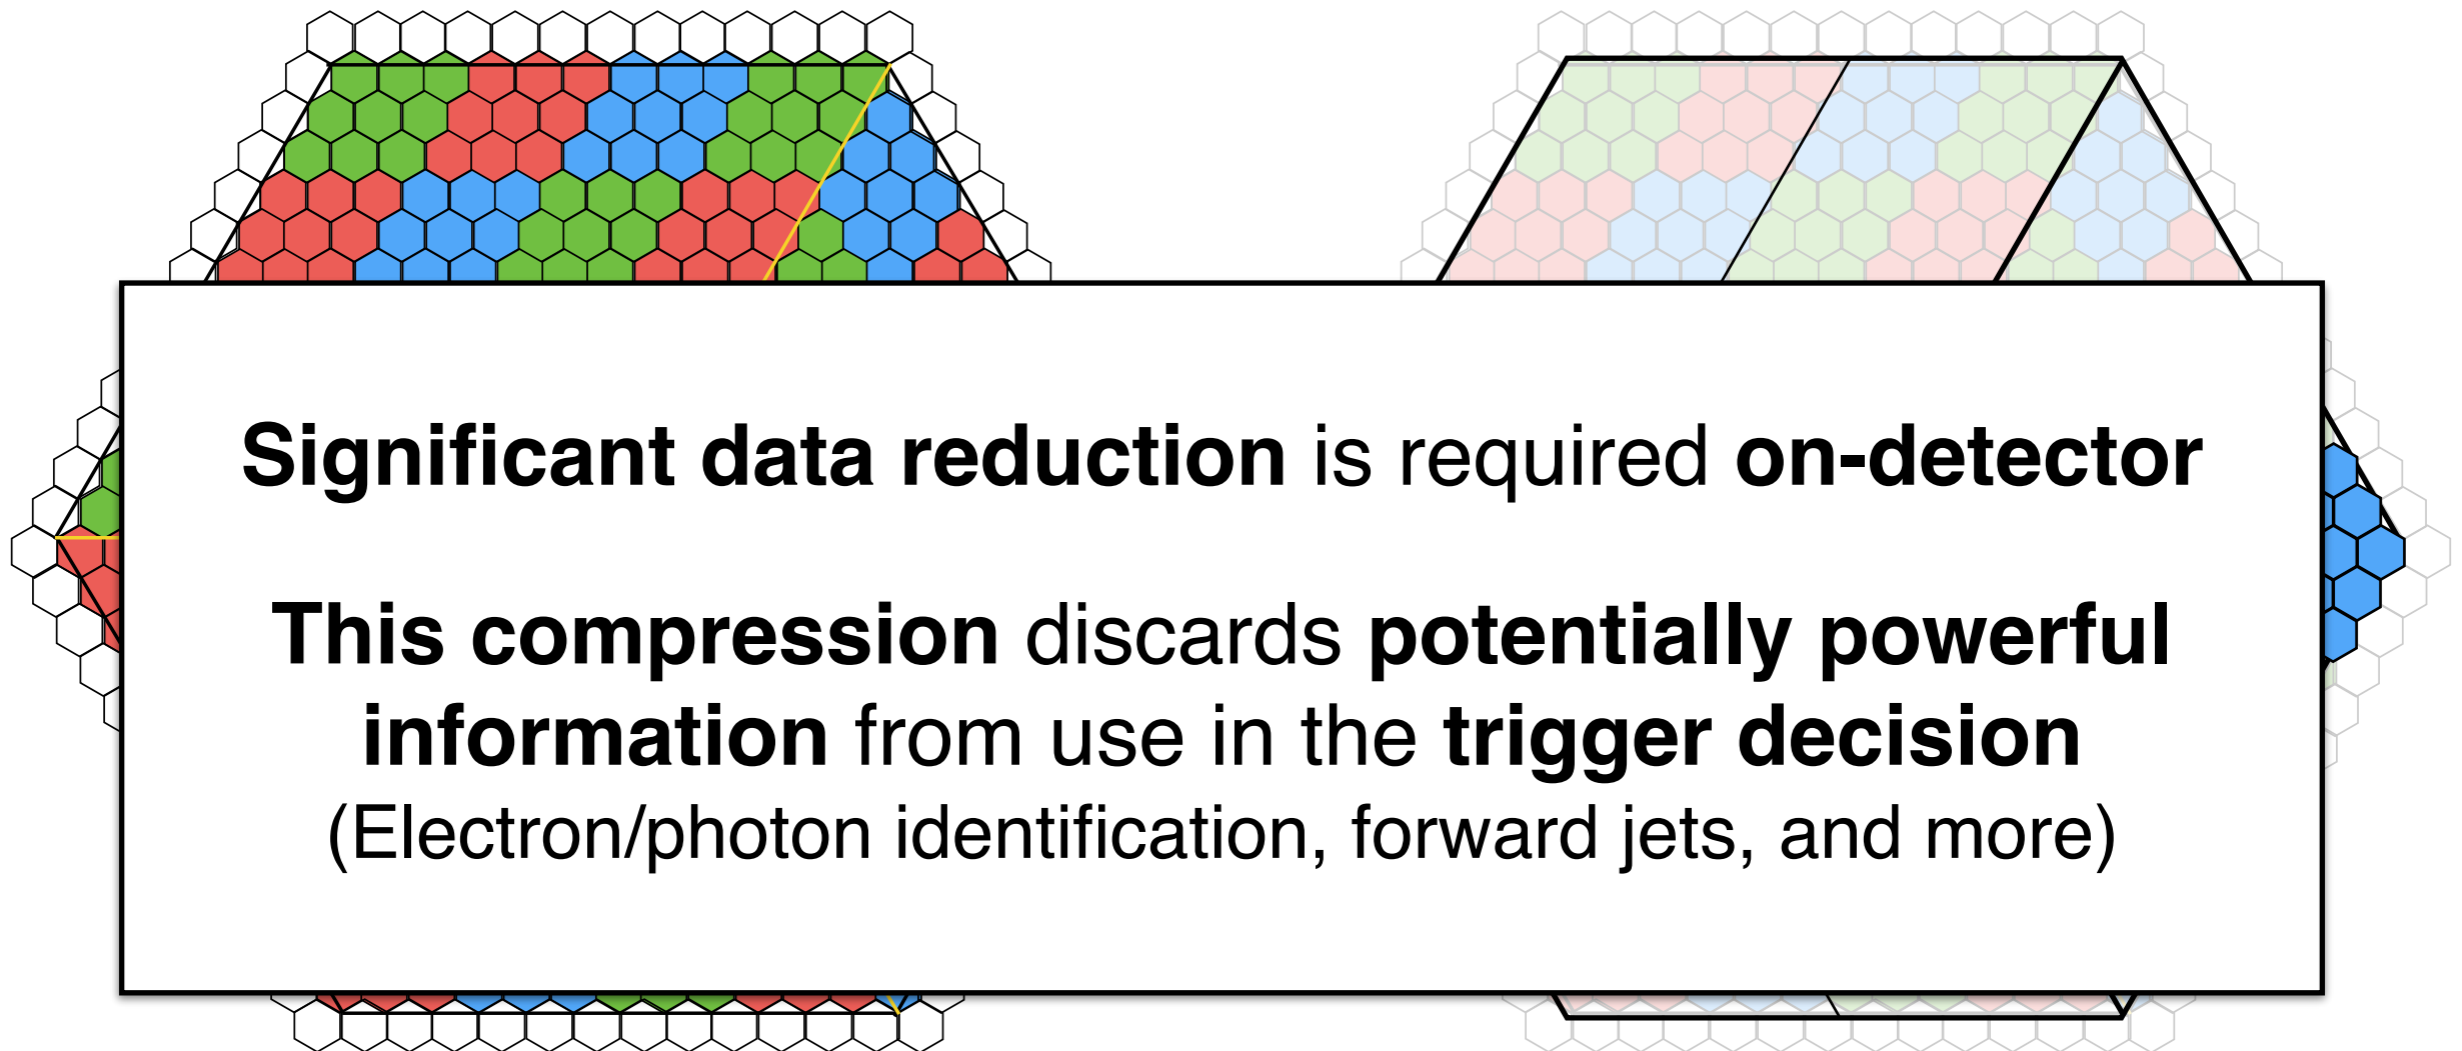 Significant data reduction is required on-detector
This compression discards potentially powerful
information from use in the trigger decision
(Electron/photon identification, forward jets, and more)